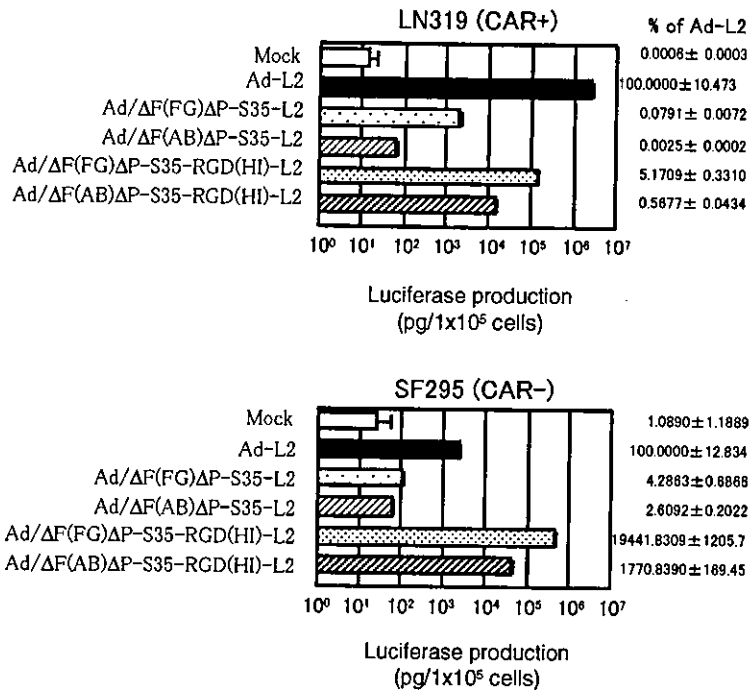 LN319 (CAR+)
% of Ad-L2
Mock 0.0006± 0.0003
Ad-L2 100.0000±10.473
Ad/ΔF(FG)ΔP-S35-L2 0.0791± 0.0072
Ad/ΔF(AB)ΔP-S35-L2 0.0025± 0.0002
Ad/ΔF(FG)ΔP-S35-RGD(HI)-L2 5.1709± 0.3310
Ad/ΔF(AB)ΔP-S35-RGD(HI)-L2 0.5677± 0.0434
10⁰ 10¹ 10² 10³ 10⁴ 10⁵ 10⁶ 10⁷
Luciferase production
(pg/1x10⁵ cells)
SF295 (CAR−)
Mock 1.0890±1.1889
Ad-L2 100.0000±12.834
Ad/ΔF(FG)ΔP-S35-L2 4.2863±0.8868
Ad/ΔF(AB)ΔP-S35-L2 2.6092±0.2022
Ad/ΔF(FG)ΔP-S35-RGD(HI)-L2 19441.8309±1205.7
Ad/ΔF(AB)ΔP-S35-RGD(HI)-L2 1770.8390±169.45
10⁰ 10¹ 10² 10³ 10⁴ 10⁵ 10⁶ 10⁷
Luciferase production
(pg/1x10⁵ cells)